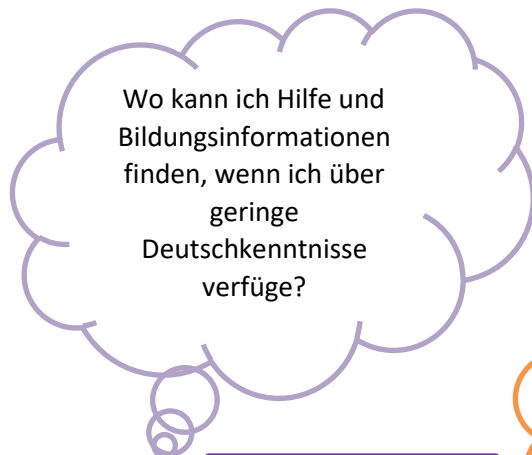 Wo kann ich Hilfe und
Bildungsinformationen
finden, wenn ich über
geringe
Deutschkenntnisse
verfüge?